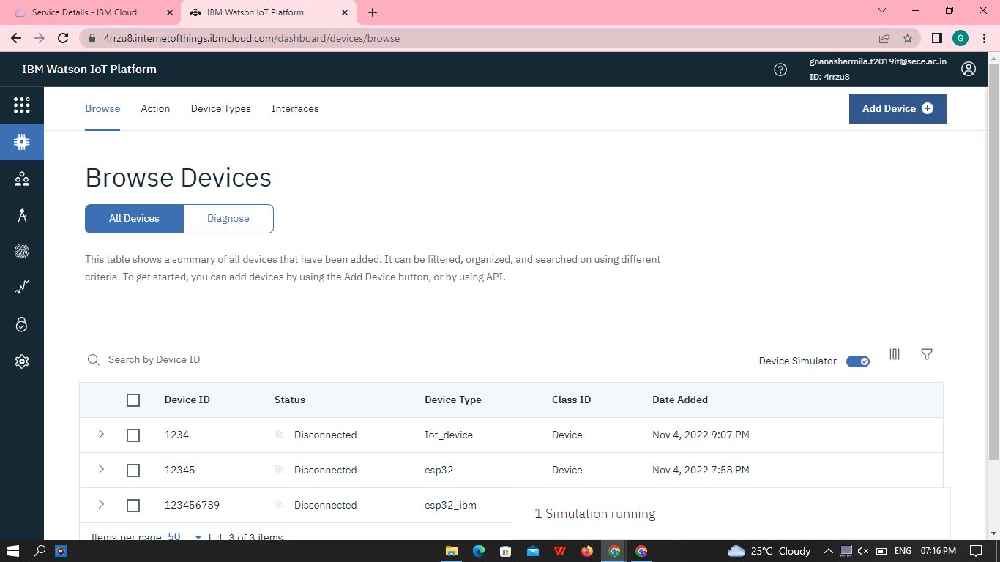 Service Details - IBM Cloud
IBM Watson IoT Platform
4rrzu8.internetofthings.ibmcloud.com/dashboard/devices/browse
G
IBM Watson IoT Platform
gnanasharmila.t2019it@sece.ac.in
ID: 4rrzu8
Browse Action Device Types Interfaces
Add Device
Browse Devices
All Devices Diagnose
This table shows a summary of all devices that have been added. It can be filtered, organized, and searched on using different
criteria. To get started, you can add devices by using the Add Device button, or by using API.
Search by Device ID
Device Simulator
Device ID Status Device Type Class ID Date Added
1234 Disconnected Iot_device Device Nov 4, 2022 9:07 PM
12345 Disconnected esp32 Device Nov 4, 2022 7:58 PM
123456789 Disconnected esp32_ibm
1 Simulation running
Items per page 50 | 1–3 of 3 items
25°C Cloudy ENG 07:16 PM